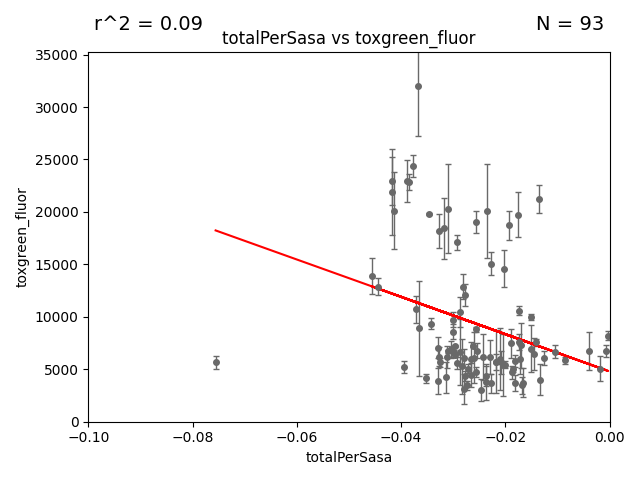 r^2 = 0.09
N = 93
totalPerSasa vs toxgreen_fluor
35000
30000
25000
20000
15000
10000
5000
0
toxgreen_fluor
−0.10
−0.08
−0.06
−0.04
−0.02
0.00
totalPerSasa